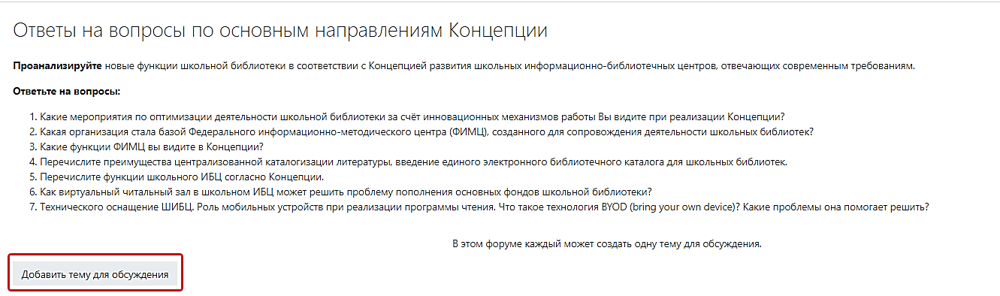 Ответы на вопросы по основным направлениям Концепции
Проанализируйте новые функции школьной библиотеки в соответствии с Концепцией развития школьных информационно-библиотечных центров, отвечающих современным требованиям.
Ответьте на вопросы:
1. Какие мероприятия по оптимизации деятельности школьной библиотеки за счёт инновационных механизмов работы Вы видите при реализации Концепции?
2. Какая организация стала базой Федерального информационно-методического центра (ФИМЦ), созданного для сопровождения деятельности школьных библиотек?
3. Какие функции ФИМЦ вы видите в Концепции?
4. Перечислите преимущества централизованной каталогизации литературы, введение единого электронного библиотечного каталога для школьных библиотек.
5. Перечислите функции школьного ИБЦ согласно Концепции.
6. Как виртуальный читальный зал в школьном ИБЦ может решить проблему пополнения основных фондов школьной библиотеки?
7. Технического оснащение ШИБЦ. Роль мобильных устройств при реализации программы чтения. Что такое технология BYOD (bring your own device)? Какие проблемы она помогает решить?
В этом форуме каждый может создать одну тему для обсуждения.
Добавить тему для обсуждения